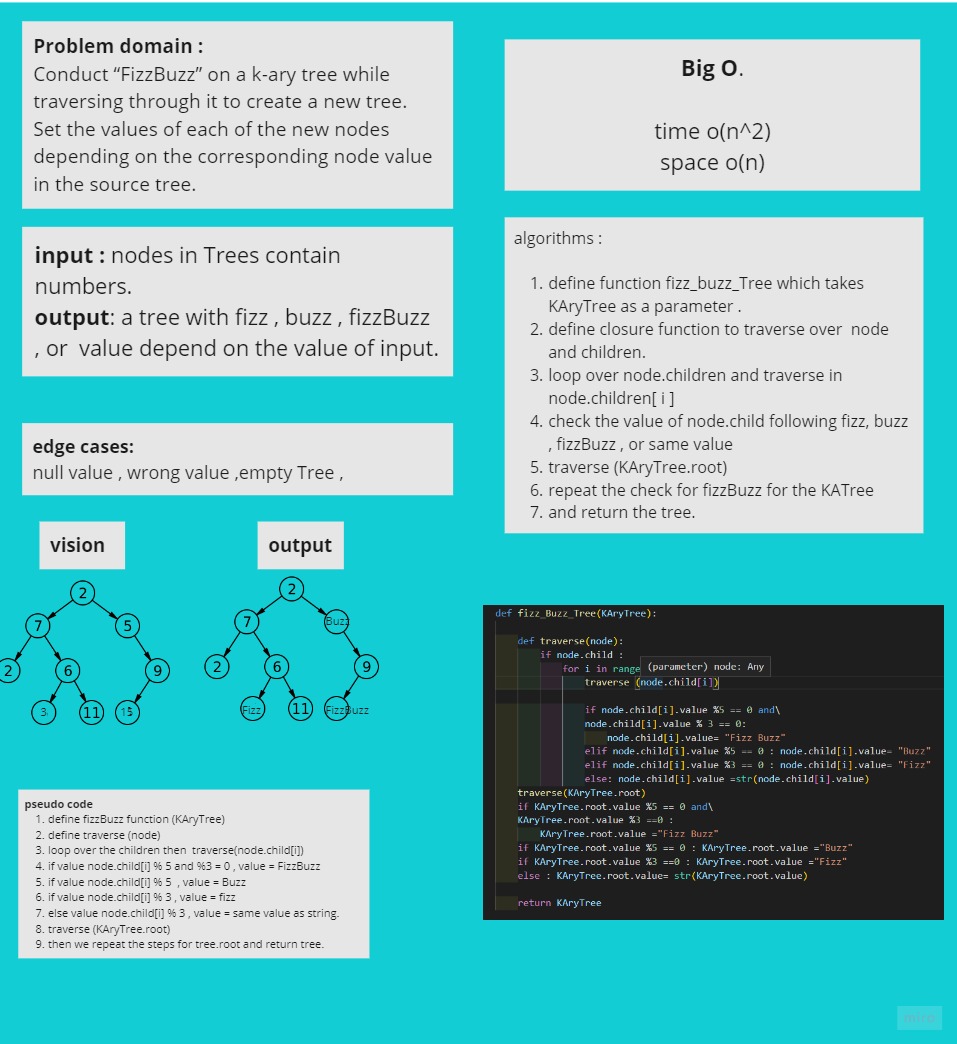 Problem domain :
Conduct “FizzBuzz” on a k-ary tree while
traversing through it to create a new tree.
Set the values of each of the new nodes
depending on the corresponding node value
in the source tree.
input : nodes in Trees contain
numbers.
output: a tree with fizz , buzz , fizzBuzz
, or value depend on the value of input.
edge cases:
null value , wrong value ,empty Tree ,
vision
2
7
5
2
6
9
3
11
15
output
2
7
Buzz
2
6
9
Fizz
11
FizzBuzz
pseudo code
1. define fizzBuzz function (KAryTree)
2. define traverse (node)
3. loop over the children then traverse(node.child[i])
4. if value node.child[i] % 5 and %3 = 0 , value = FizzBuzz
5. if value node.child[i] % 5 , value = Buzz
6. if value node.child[i] % 3 , value = fizz
7. else value node.child[i] % 3 , value = same value as string.
8. traverse (KAryTree.root)
9. then we repeat the steps for tree.root and return tree.
Big O.
time o(n^2)
space o(n)
algorithms :
1. define function fizz_buzz_Tree which takes
KAryTree as a parameter .
2. define closure function to traverse over node
and children.
3. loop over node.children and traverse in
node.children[ i ]
4. check the value of node.child following fizz, buzz
, fizzBuzz , or same value
5. traverse (KAryTree.root)
6. repeat the check for fizzBuzz for the KATree
7. and return the tree.
def fizz_Buzz_Tree(KAryTree):
def traverse(node):
if node.child :
for i in range
(parameter) node: Any
traverse (node.child[i])
if node.child[i].value %5 == 0 and\
node.child[i].value % 3 == 0:
node.child[i].value= "Fizz Buzz"
elif node.child[i].value %5 == 0 : node.child[i].value= "Buzz"
elif node.child[i].value %3 == 0 : node.child[i].value= "Fizz"
else: node.child[i].value =str(node.child[i].value)
traverse(KAryTree.root)
if KAryTree.root.value %5 == 0 and\
KAryTree.root.value %3 ==0 :
KAryTree.root.value ="Fizz Buzz"
if KAryTree.root.value %5 == 0 : KAryTree.root.value ="Buzz"
if KAryTree.root.value %3 ==0 : KAryTree.root.value ="Fizz"
else : KAryTree.root.value= str(KAryTree.root.value)
return KAryTree
miro